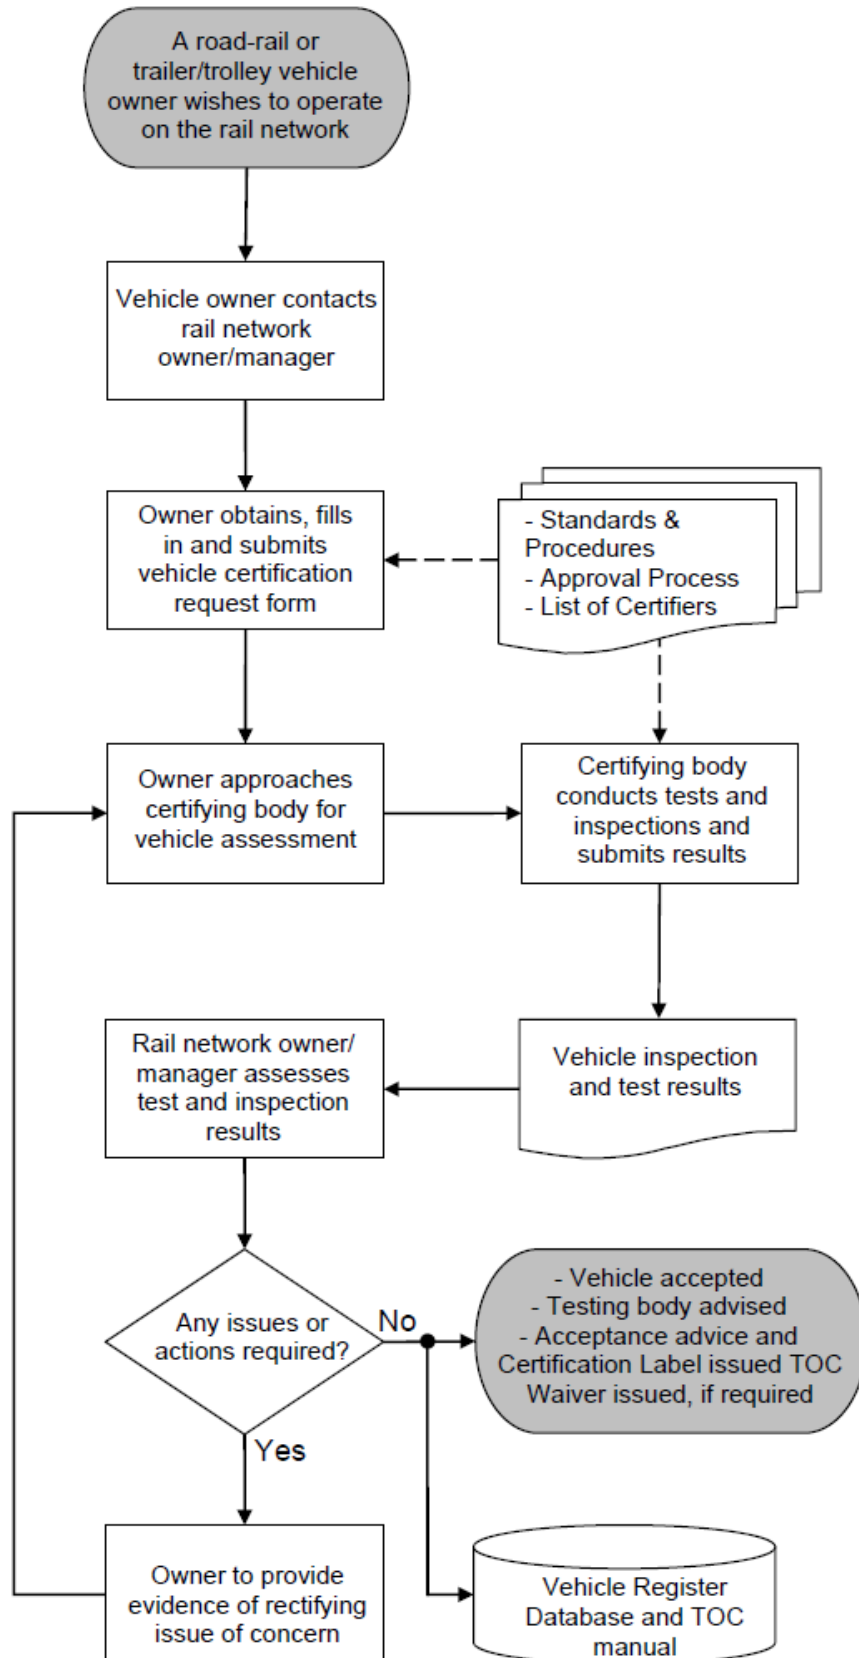 A road-rail or
trailer/trolley vehicle
owner wishes to operate
on the rail network
Vehicle owner contacts
rail network
owner/manager
Owner obtains, fills
in and submits
vehicle certification
request form
- Standards &
Procedures
- Approval Process
- List of Certifiers
Owner approaches
certifying body for
vehicle assessment
Certifying body
conducts tests and
inspections and
submits results
Vehicle inspection
and test results
Rail network owner/
manager assesses
test and inspection
results
Any issues or
actions required?
No
- Vehicle accepted
- Testing body advised
- Acceptance advice and
Certification Label issued TOC
Waiver issued, if required
Yes
Owner to provide
evidence of rectifying
issue of concern
Vehicle Register
Database and TOC
manual